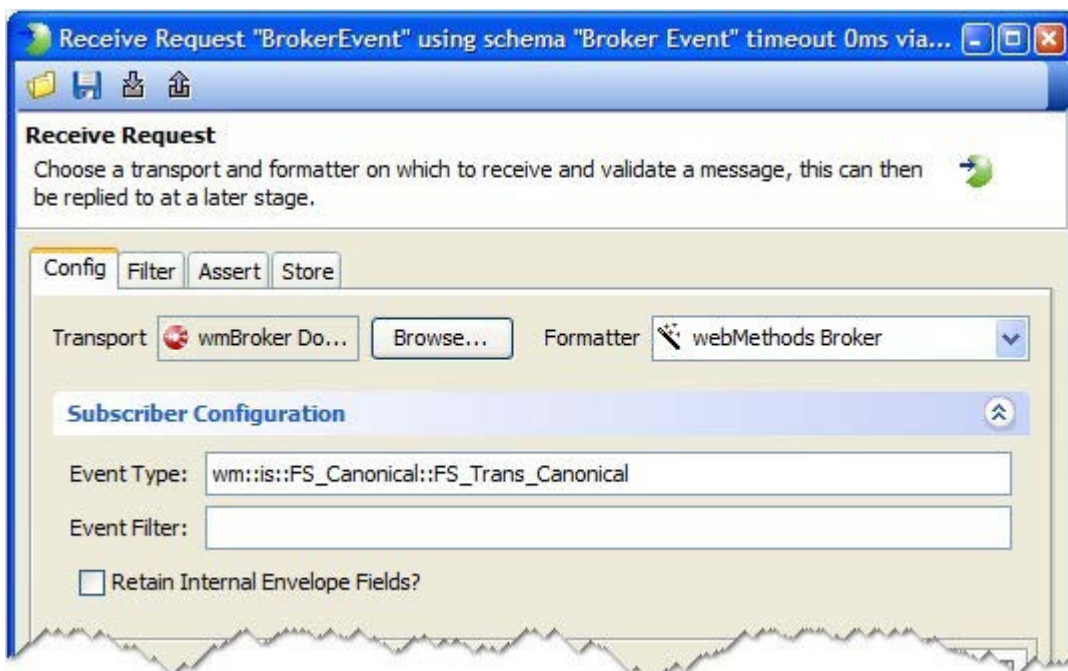 Receive Request "BrokerEvent" using schema "Broker Event" timeout 0ms via...
Receive Request
Choose a transport and formatter on which to receive and validate a message, this can then
be replied to at a later stage.
Config Filter Assert Store
Transport wmBroker Do... Browse... Formatter webMethods Broker
Subscriber Configuration
Event Type: wm::is::FS_Canonical::FS_Trans_Canonical
Event Filter:
Retain Internal Envelope Fields?